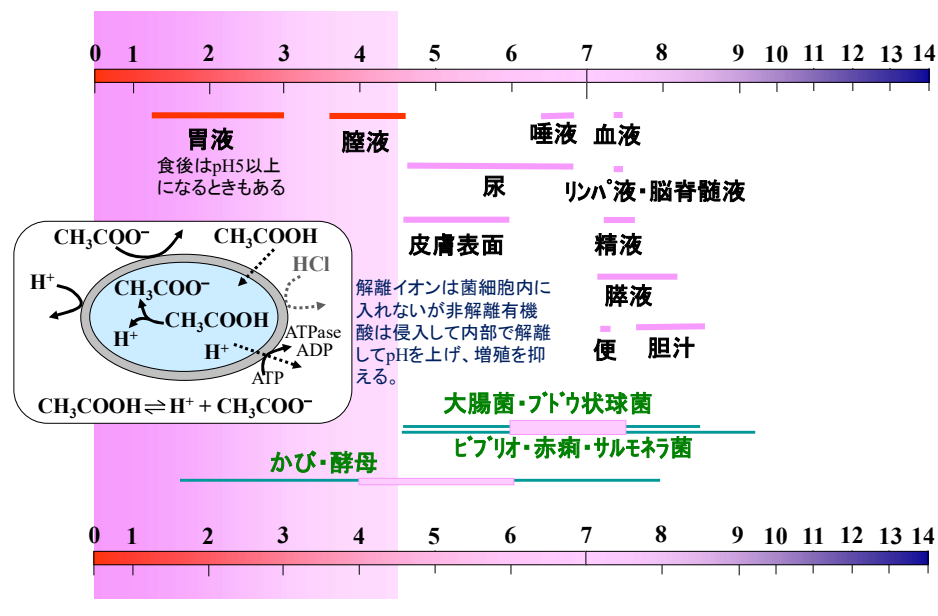 0 1 2 3 4 5 6 7 8 9 10 11 12 13 14
胃液
食後はpH5以上
になるときもある
膣液
唾液
血液
尿
リンパ液・脳脊髄液
皮膚表面
精液
膵液
便
胆汁
CH₃COO⁻
CH₃COOH
H⁺
HCl
CH₃COO⁻
CH₃COOH
H⁺
H⁺
ATPase
ADP
ATP
CH₃COOH⇌H⁺ + CH₃COO⁻
解離イオンは菌細胞内に
入れないが非解離有機
酸は侵入して内部で解離
してpHを上げ、増殖を抑
える。
大腸菌・ブドウ状球菌
ビブリオ・赤痢・サルモネラ菌
かび・酵母
0 1 2 3 4 5 6 7 8 9 10 11 12 13 14